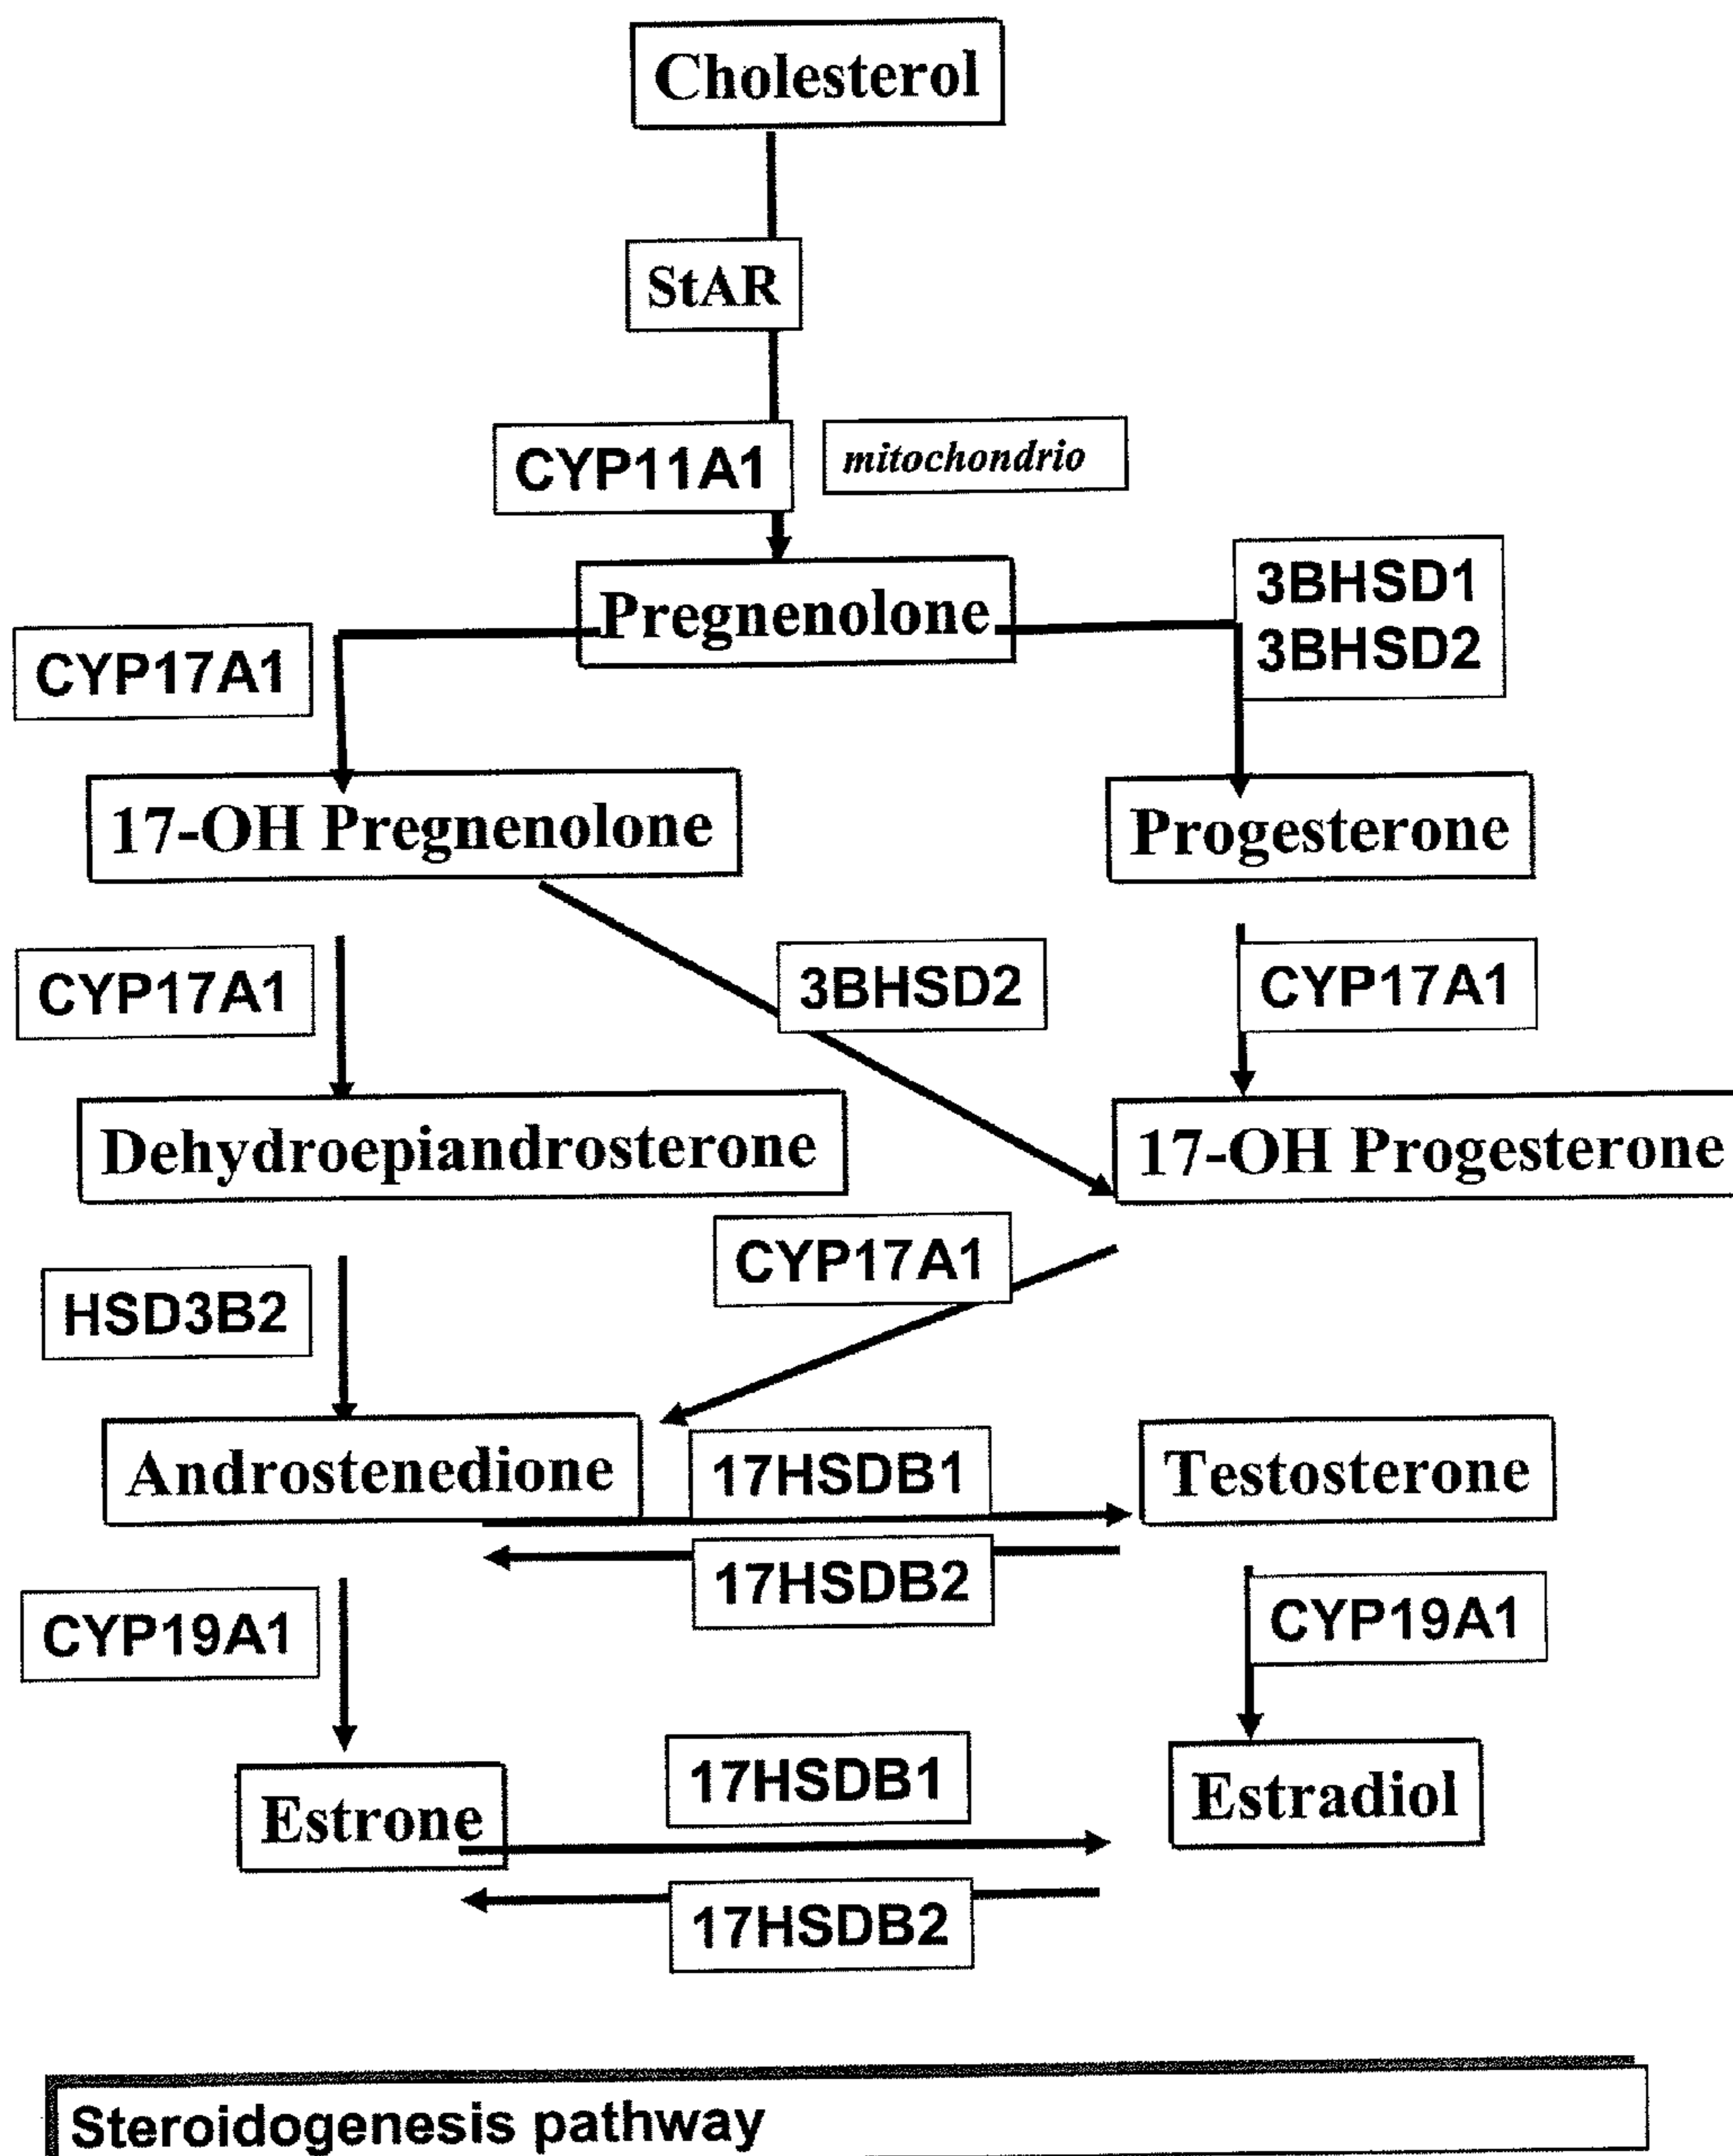 Cholesterol
StAR
CYP11A1
mitochondrio
Pregnenolone
3BHSD1
3BHSD2
CYP17A1
17-OH Pregnenolone
Progesterone
CYP17A1
3BHSD2
CYP17A1
Dehydroepiandrosterone
17-OH Progesterone
CYP17A1
HSD3B2
Androstenedione
17HSDB1
Testosterone
17HSDB2
CYP19A1
CYP19A1
17HSDB1
Estrone
Estradiol
17HSDB2
Steroidogenesis pathway